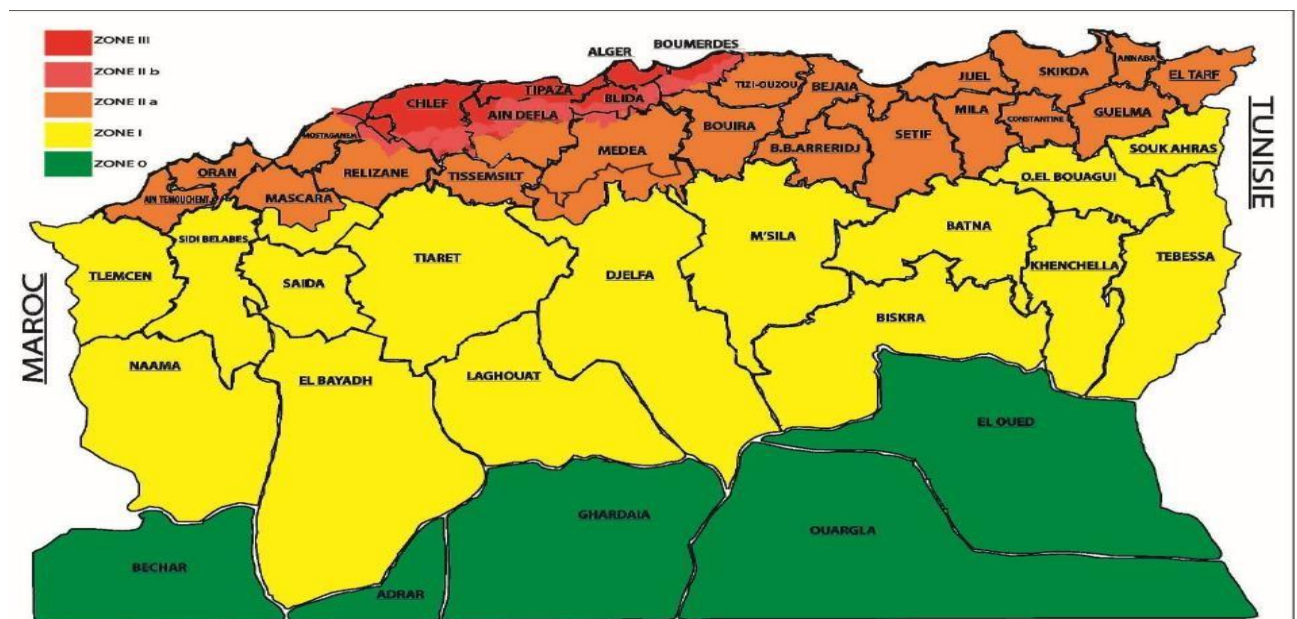 ZONE III
ZONE II b
ZONE II a
ZONE I
ZONE 0
ALGER
BOUMERDES
CHLEF
TIPAZA
BLIDA
AIN DEFLA
TIZI-OUZOU
BEJAIA
JIJEL
SKIKDA
ANNABA
EL TARF
MOSTAGANEM
BOUIRA
MILA
CONSTANTINE
GUELMA
SETIF
MEDEA
B.B.ARRERIDJ
SOUK AHRAS
ORAN
RELIZANE
TISSEMSILT
O.EL BOUAGUI
AIN TEMOUCHEMT
MASCARA
SIDI BELABES
M'SILA
BATNA
TLEMCEN
SAIDA
TIARET
DJELFA
KHENCHELLA
TEBESSA
BISKRA
NAAMA
EL BAYADH
LAGHOUAT
EL OUED
GHARDAIA
OUARGLA
BECHAR
ADRAR
MAROC
TUNISIE